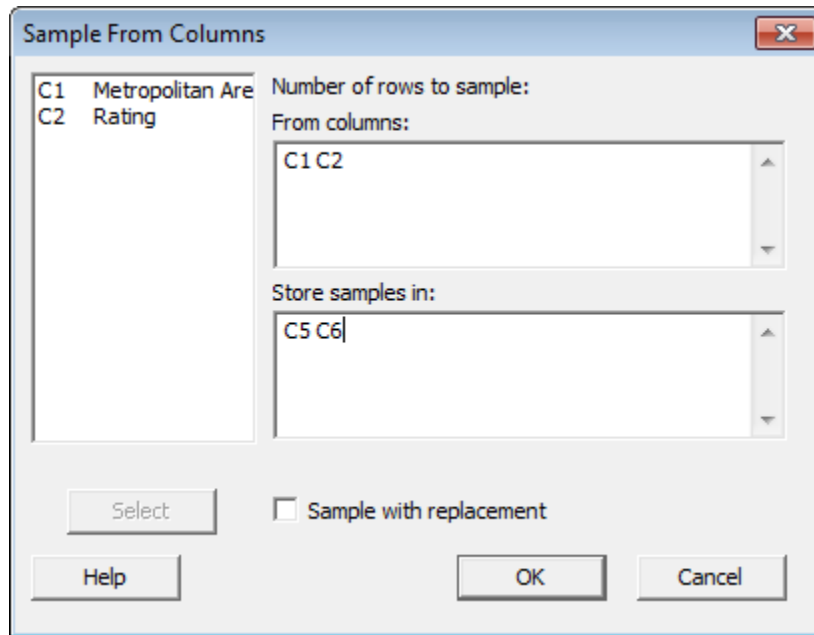 Sample From Columns
C1 Metropolitan Are
C2 Rating
Number of rows to sample:
From columns:
C1 C2
Store samples in:
C5 C6
Select
Sample with replacement
Help
OK
Cancel